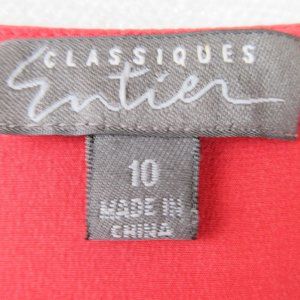 CLASSIQUES
Entier
10
MADE IN
CHINA